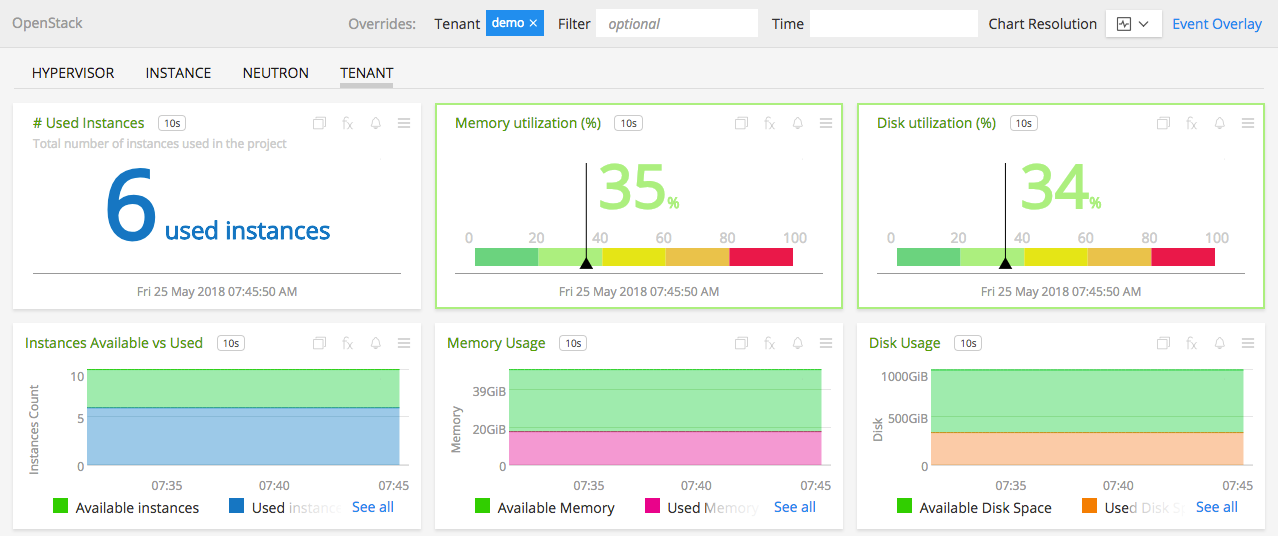 OpenStack
Overrides: Tenant demo × Filter optional Time Chart Resolution Event Overlay
HYPERVISOR INSTANCE NEUTRON TENANT
# Used Instances 10s fx
Total number of instances used in the project
6 used instances
Fri 25 May 2018 07:45:50 AM
Memory utilization (%) 10s fx
35%
0 20 40 60 80 100
Fri 25 May 2018 07:45:50 AM
Disk utilization (%) 10s fx
34%
0 20 40 60 80 100
Fri 25 May 2018 07:45:50 AM
Instances Available vs Used 10s fx
Instances Count
10
5
0
07:35 07:40 07:45
Available instances Used instance See all
Memory Usage 10s fx
Memory
39GiB
20GiB
0
07:35 07:40 07:45
Available Memory Used Memory See all
Disk Usage 10s fx
Disk
1000GiB
500GiB
0
07:35 07:40 07:45
Available Disk Space Used Disk S See all